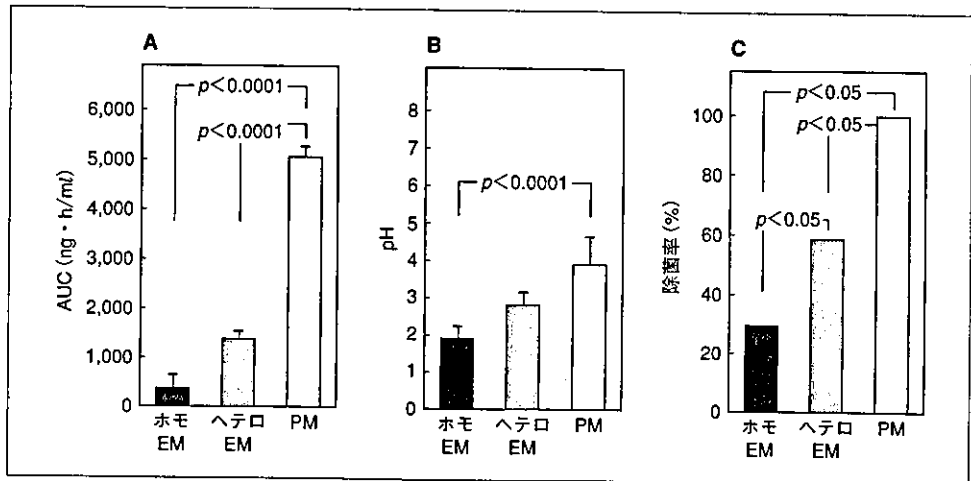 A
AUC (ng・h/ml)
6,000
5,000
4,000
3,000
2,000
1,000
0
p<0.0001
p<0.0001
ホモ
EM
ヘテロ
EM
PM
B
pH
8
7
6
5
4
3
2
1
0
p<0.0001
ホモ
EM
ヘテロ
EM
PM
C
除菌率(%)
100
80
60
40
20
0
p<0.05
p<0.05
p<0.05
ホモ
EM
ヘテロ
EM
PM